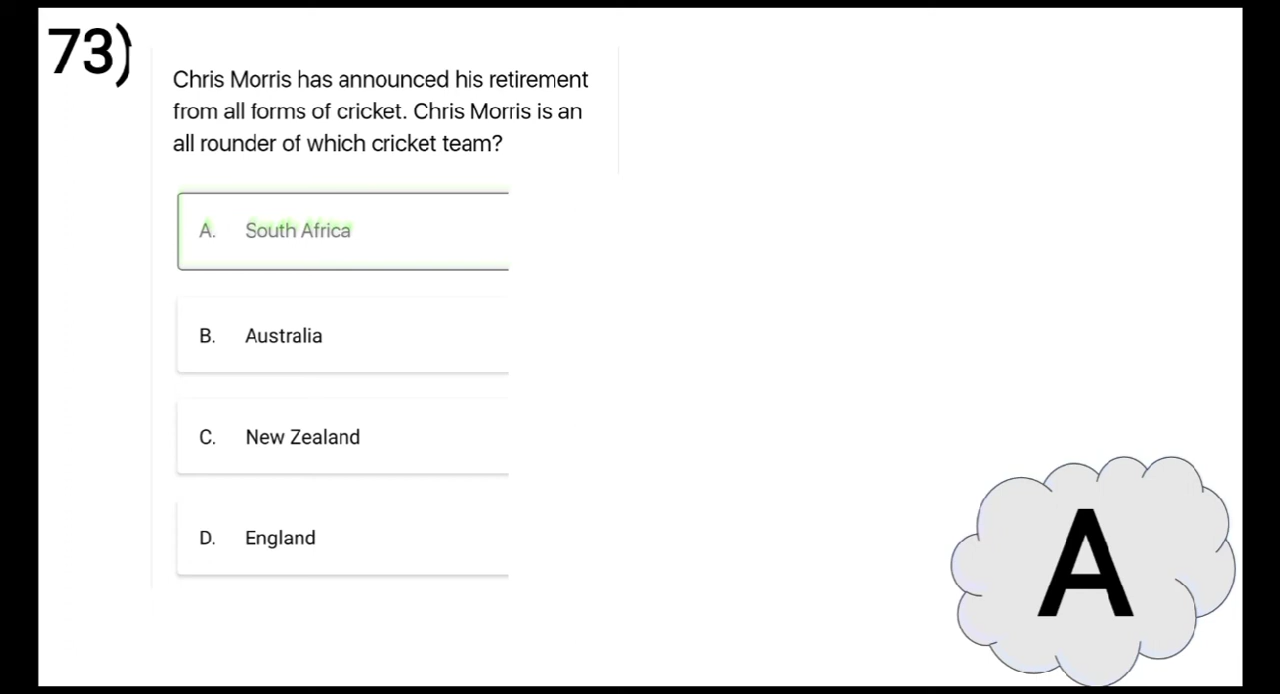 73)
Chris Morris has announced his retirement
from all forms of cricket. Chris Morris is an
all rounder of which cricket team?
A. South Africa
B. Australia
C. New Zealand
D. England
A